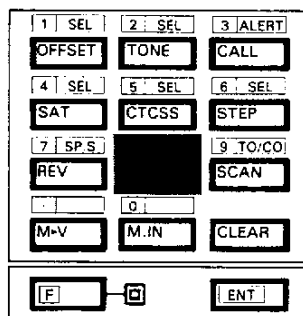 1 SEL 2 SEL 3 ALERT
OFFSET TONE CALL
4 SEL 5 SEL 6 SEL
SAT CTCSS STEP
7 SP.S 9 TO/CO
REV SCAN
· 0
M▸V M.IN CLEAR
F ENT